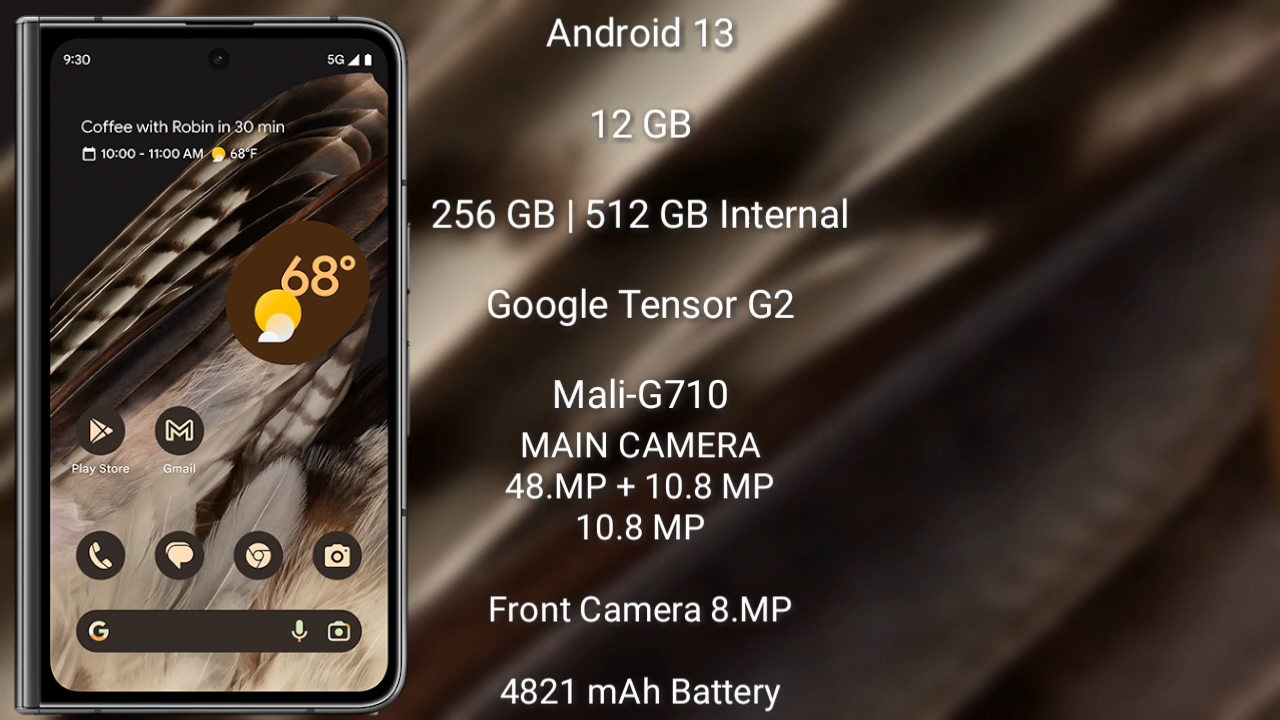 9:30
5G
Coffee with Robin in 30 min
10:00 - 11:00 AM 68°F
68°
Play Store
Gmail
Android 13
12 GB
256 GB | 512 GB Internal
Google Tensor G2
Mali-G710
MAIN CAMERA
48.MP + 10.8 MP
10.8 MP
Front Camera 8.MP
4821 mAh Battery